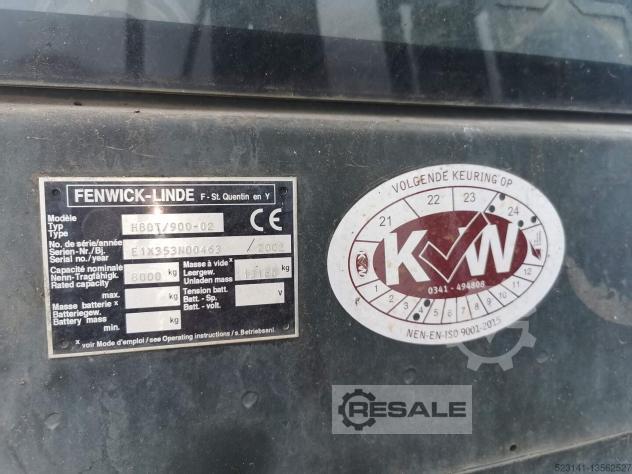 FENWICK-LINDE F - St. Quentin en Y
Modèle
Typ
Type
H80T/900-02
CE
No. de série/année
Serien-Nr./Bj.
Serial no./year
E1X353N00463 / 2002
Capacité nominale
Nenn-Tragfähigk.
Rated capacity
8000 kg
Masse à vide x
Leergew.
Unladen mass
kg
Masse batterie x
Batteriegew.
Battery mass
max. kg
min. kg
Tension batt.
Batt.-Sp.
Batt - volt.
V
x voir Mode d'emploi / see Operating instructions / s. Betriebsanl.
VOLGENDE KEURING OP
21 22 23 24
KVW
0341 - 494808
1 2 3 4 5 6 7 8 9 10 11 12
NEN-EN-ISO 9001-2015
RESALE
523141-13562527